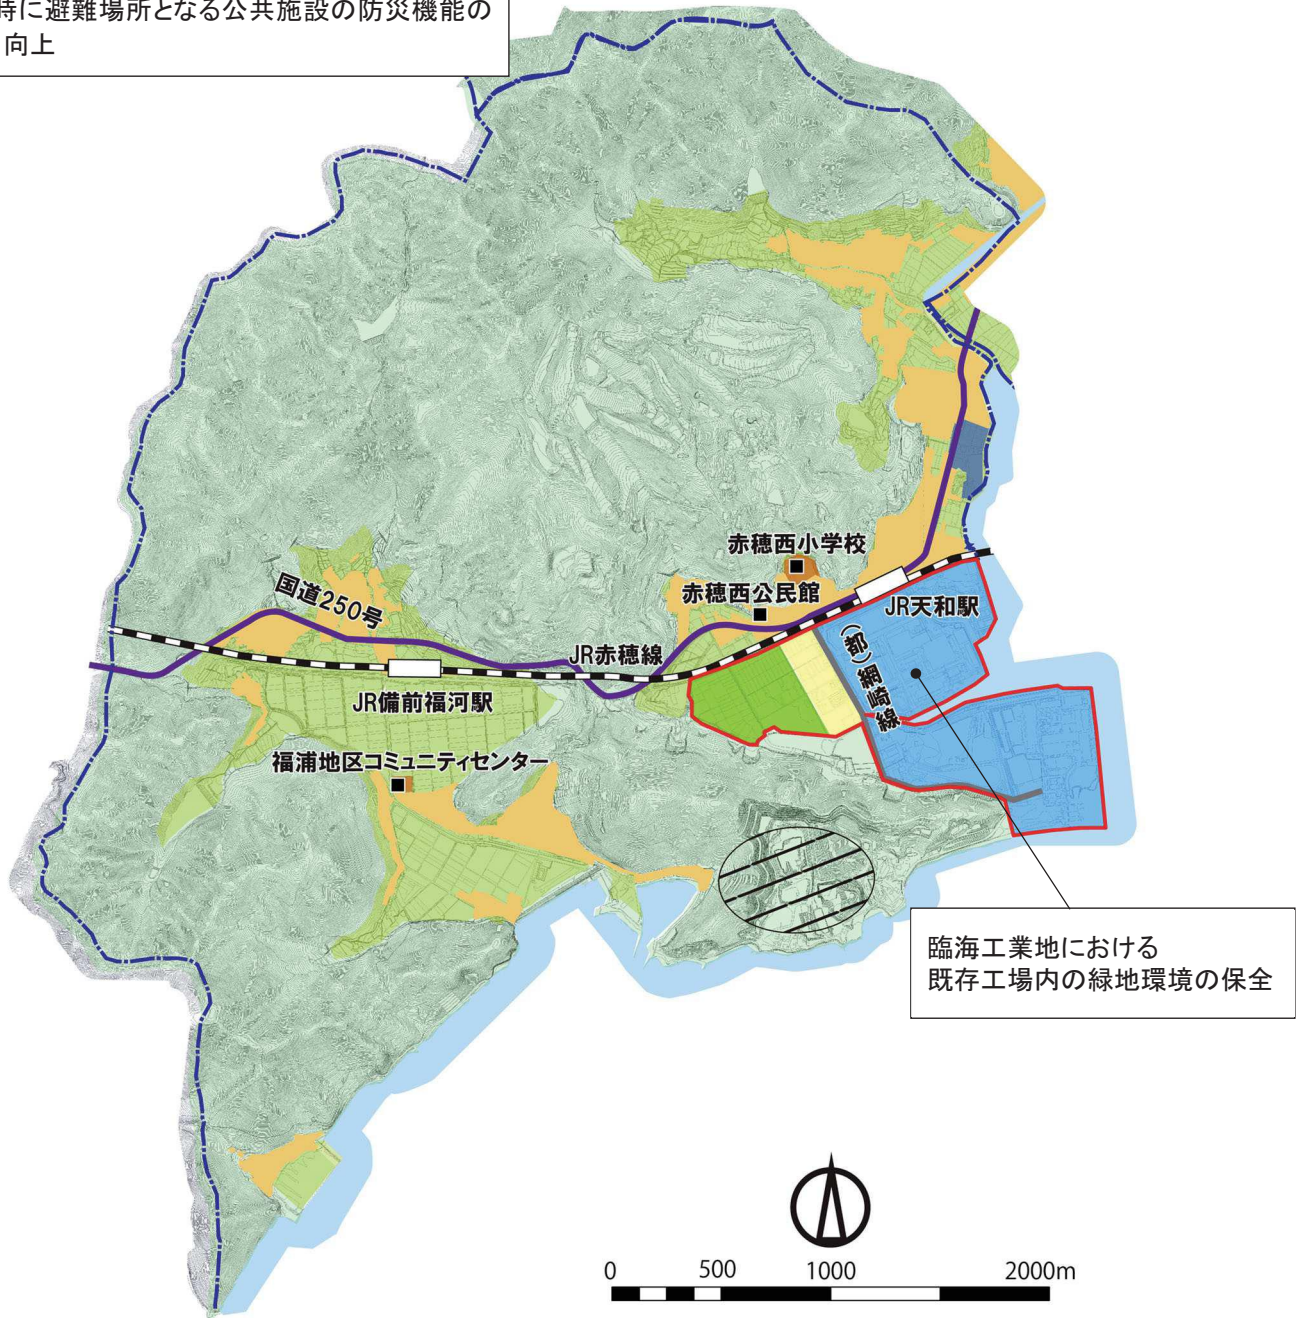 時に避難場所となる公共施設の防災機能の
向上
赤穂西小学校
赤穂西公民館
国道250号
JR天和駅
(都)網崎線
JR赤穂線
JR備前福河駅
福浦地区コミュニティセンター
臨海工業地における
既存工場内の緑地環境の保全
0 500 1000 2000m